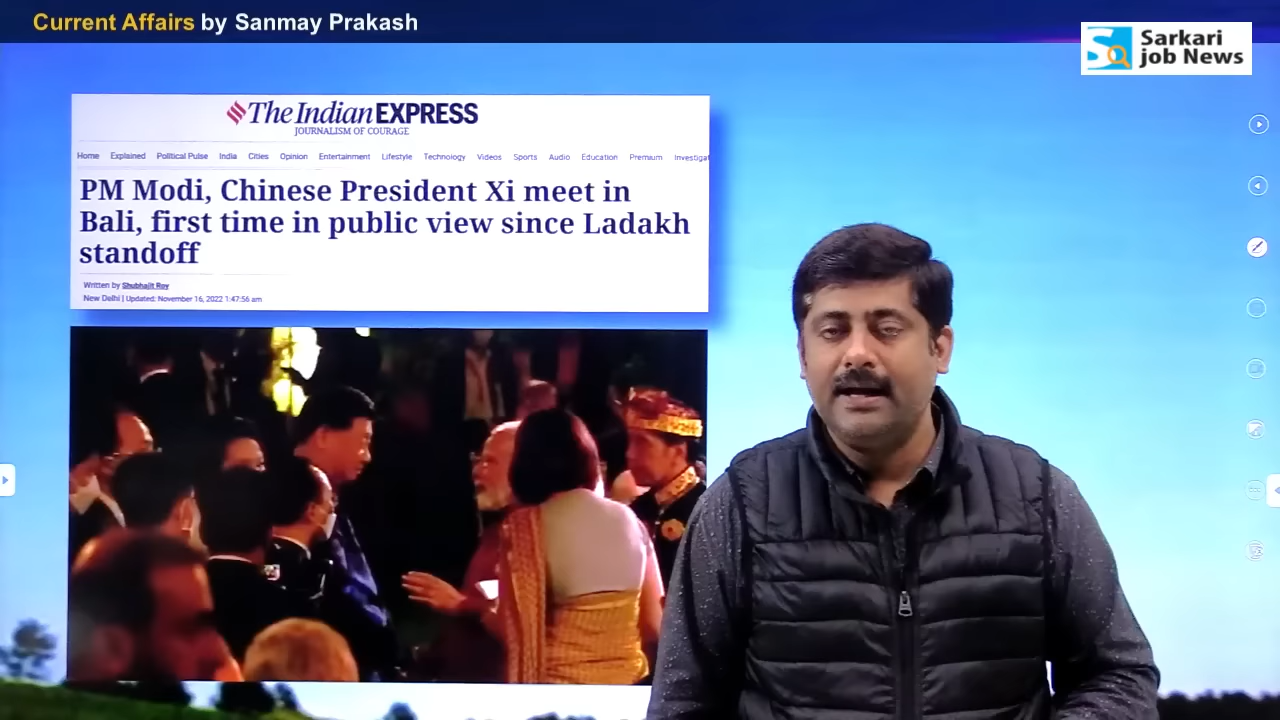 Current Affairs by Sanmay Prakash
Sarkari
job News
The Indian EXPRESS
JOURNALISM OF COURAGE
Home Explained Political Pulse India Cities Opinion Entertainment Lifestyle Technology Videos Sports Audio Education Premium Investigat
PM Modi, Chinese President Xi meet in
Bali, first time in public view since Ladakh
standoff
Written by Shubhajit Roy
New Delhi | Updated: November 16, 2022 1:47:56 am